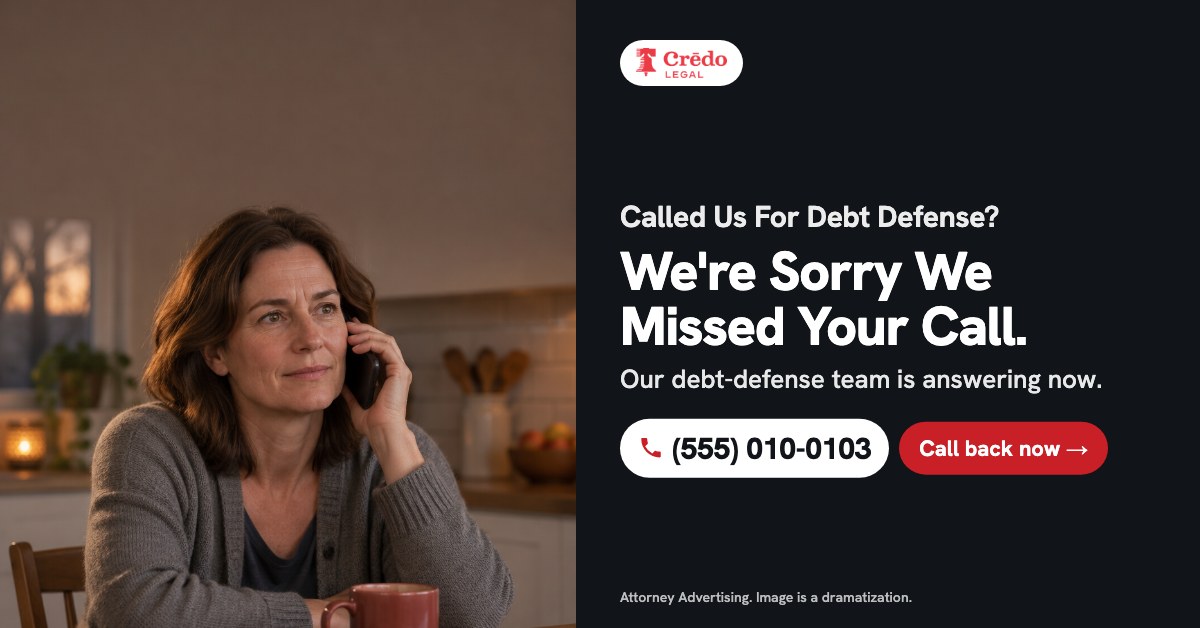 Crēdo
LEGAL
Called Us For Debt Defense?
We're Sorry We
Missed Your Call.
Our debt-defense team is answering now.
(555) 010-0103
Call back now →
Attorney Advertising. Image is a dramatization.